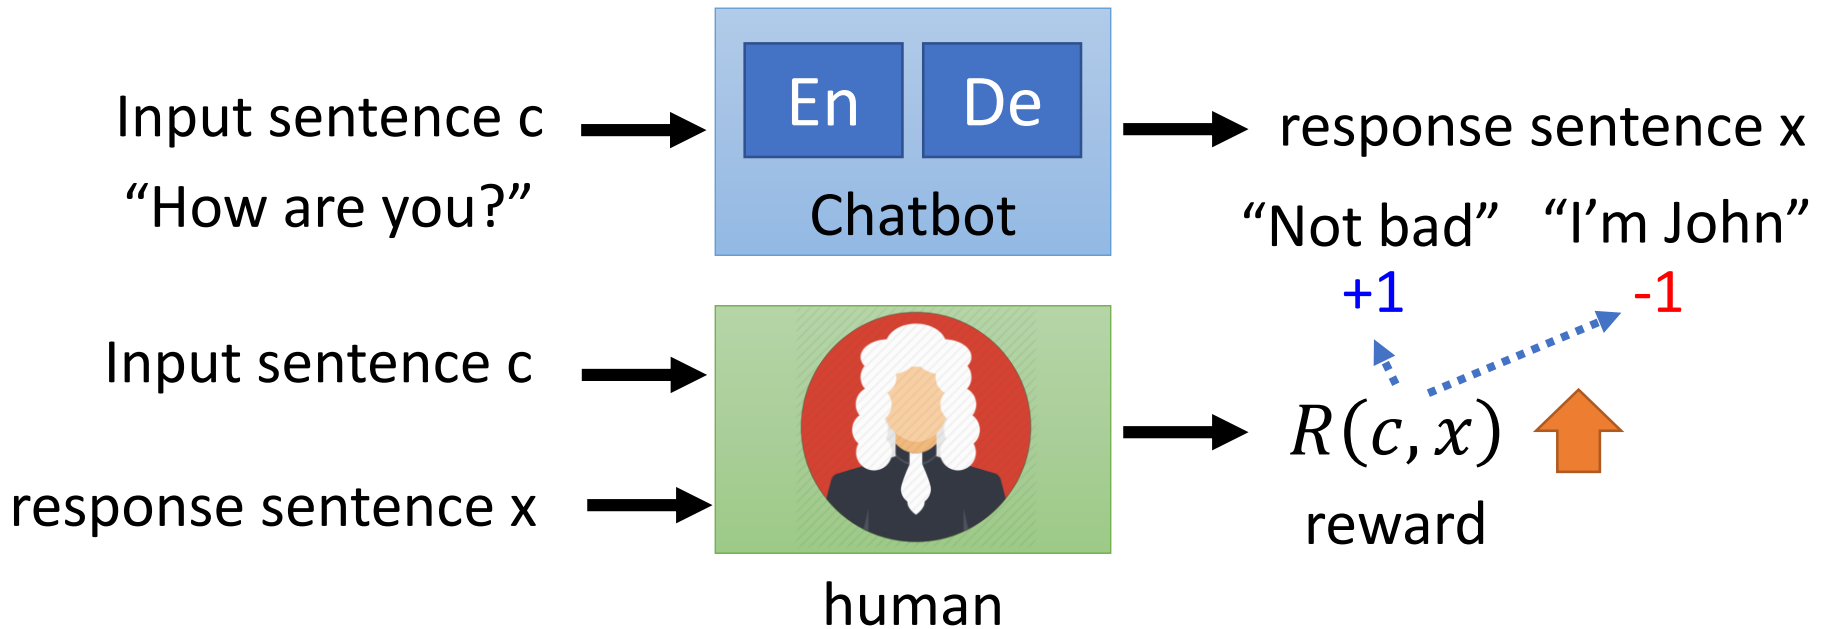 Input sentence c
“How are you?”
En
De
Chatbot
response sentence x
“Not bad”
“I’m John”
+1
-1
Input sentence c
response sentence x
human
R(c, x)
reward